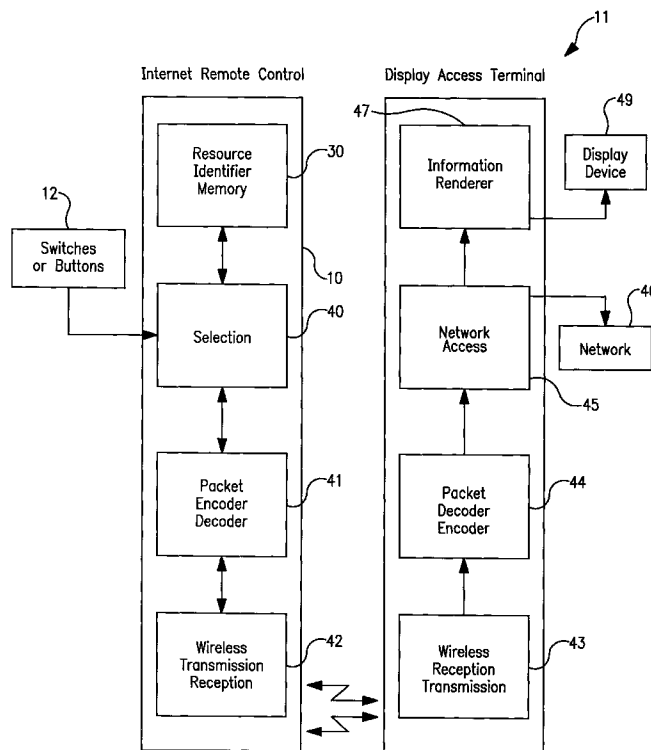 11
Internet Remote Control
Display Access Terminal
47
49
Resource
Identifier
Memory
30
Information
Renderer
Display
Device
12
Switches
or Buttons
10
Selection
40
Network
Access
46
Network
45
Packet
Encoder
Decoder
41
Packet
Decoder
Encoder
44
Wireless
Transmission
Reception
42
Wireless
Reception
Transmission
43